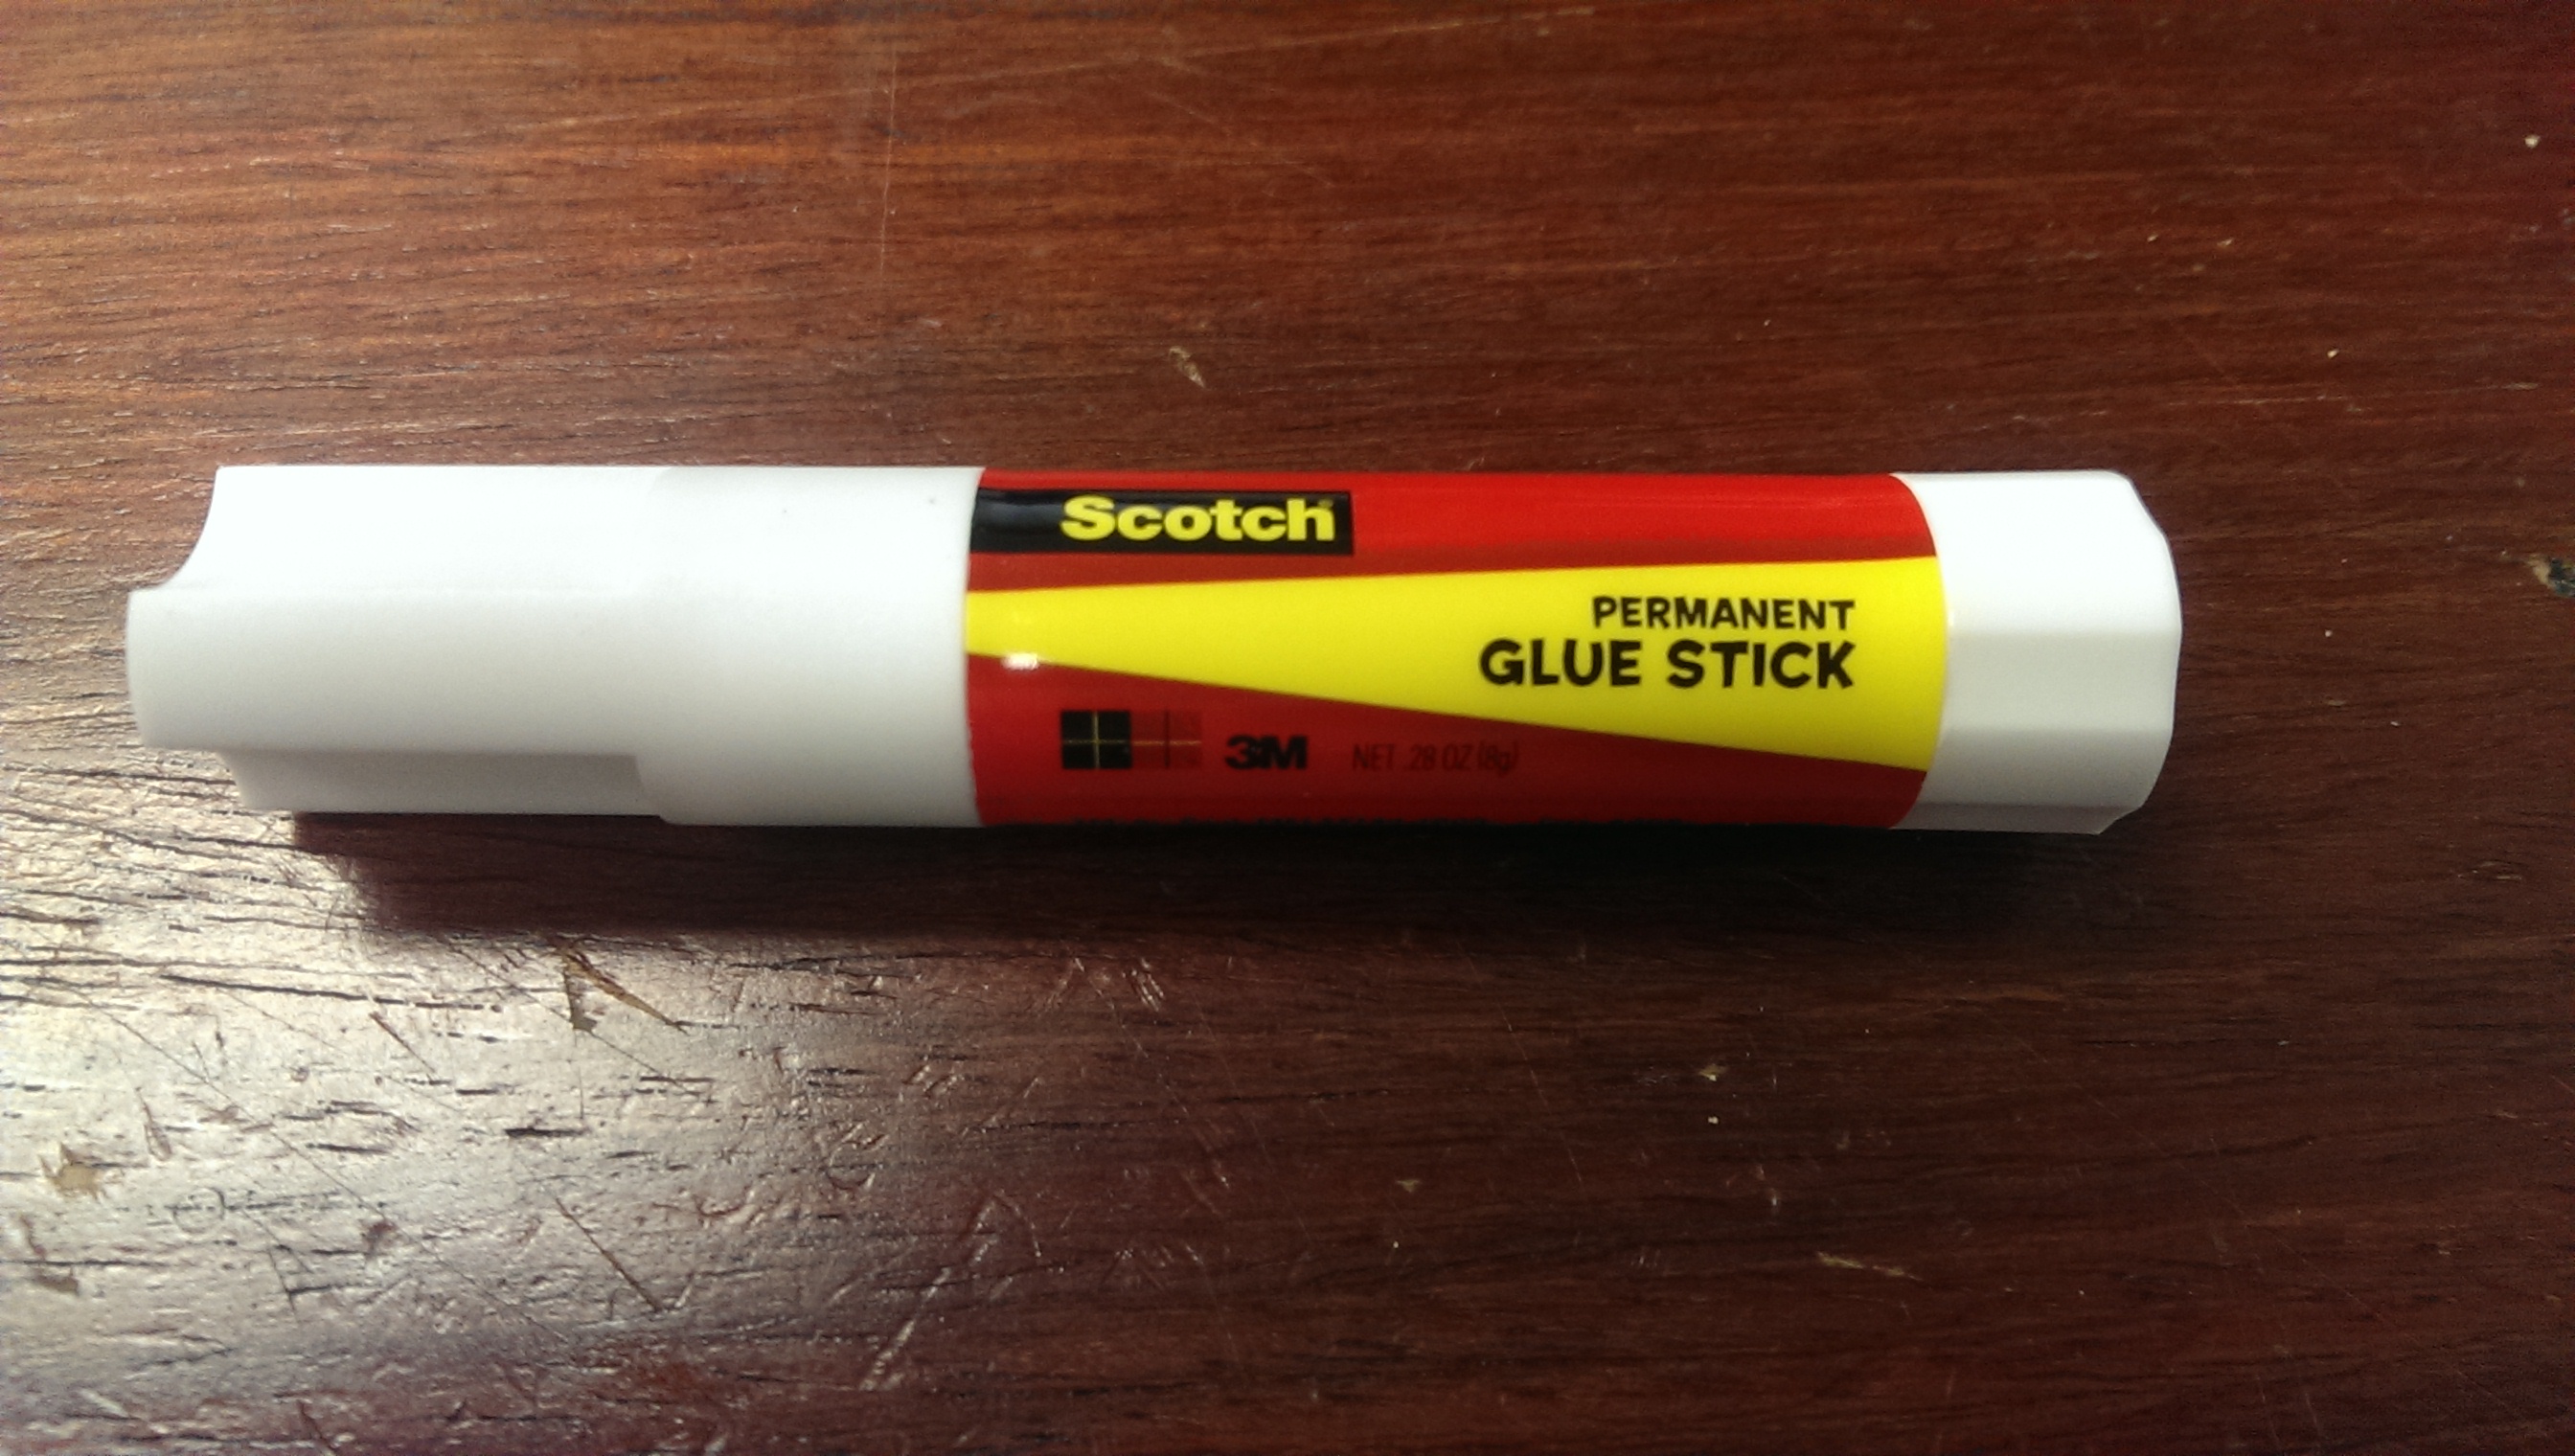 Scotch
PERMANENT
GLUE STICK
3M NET .28 OZ (8g)